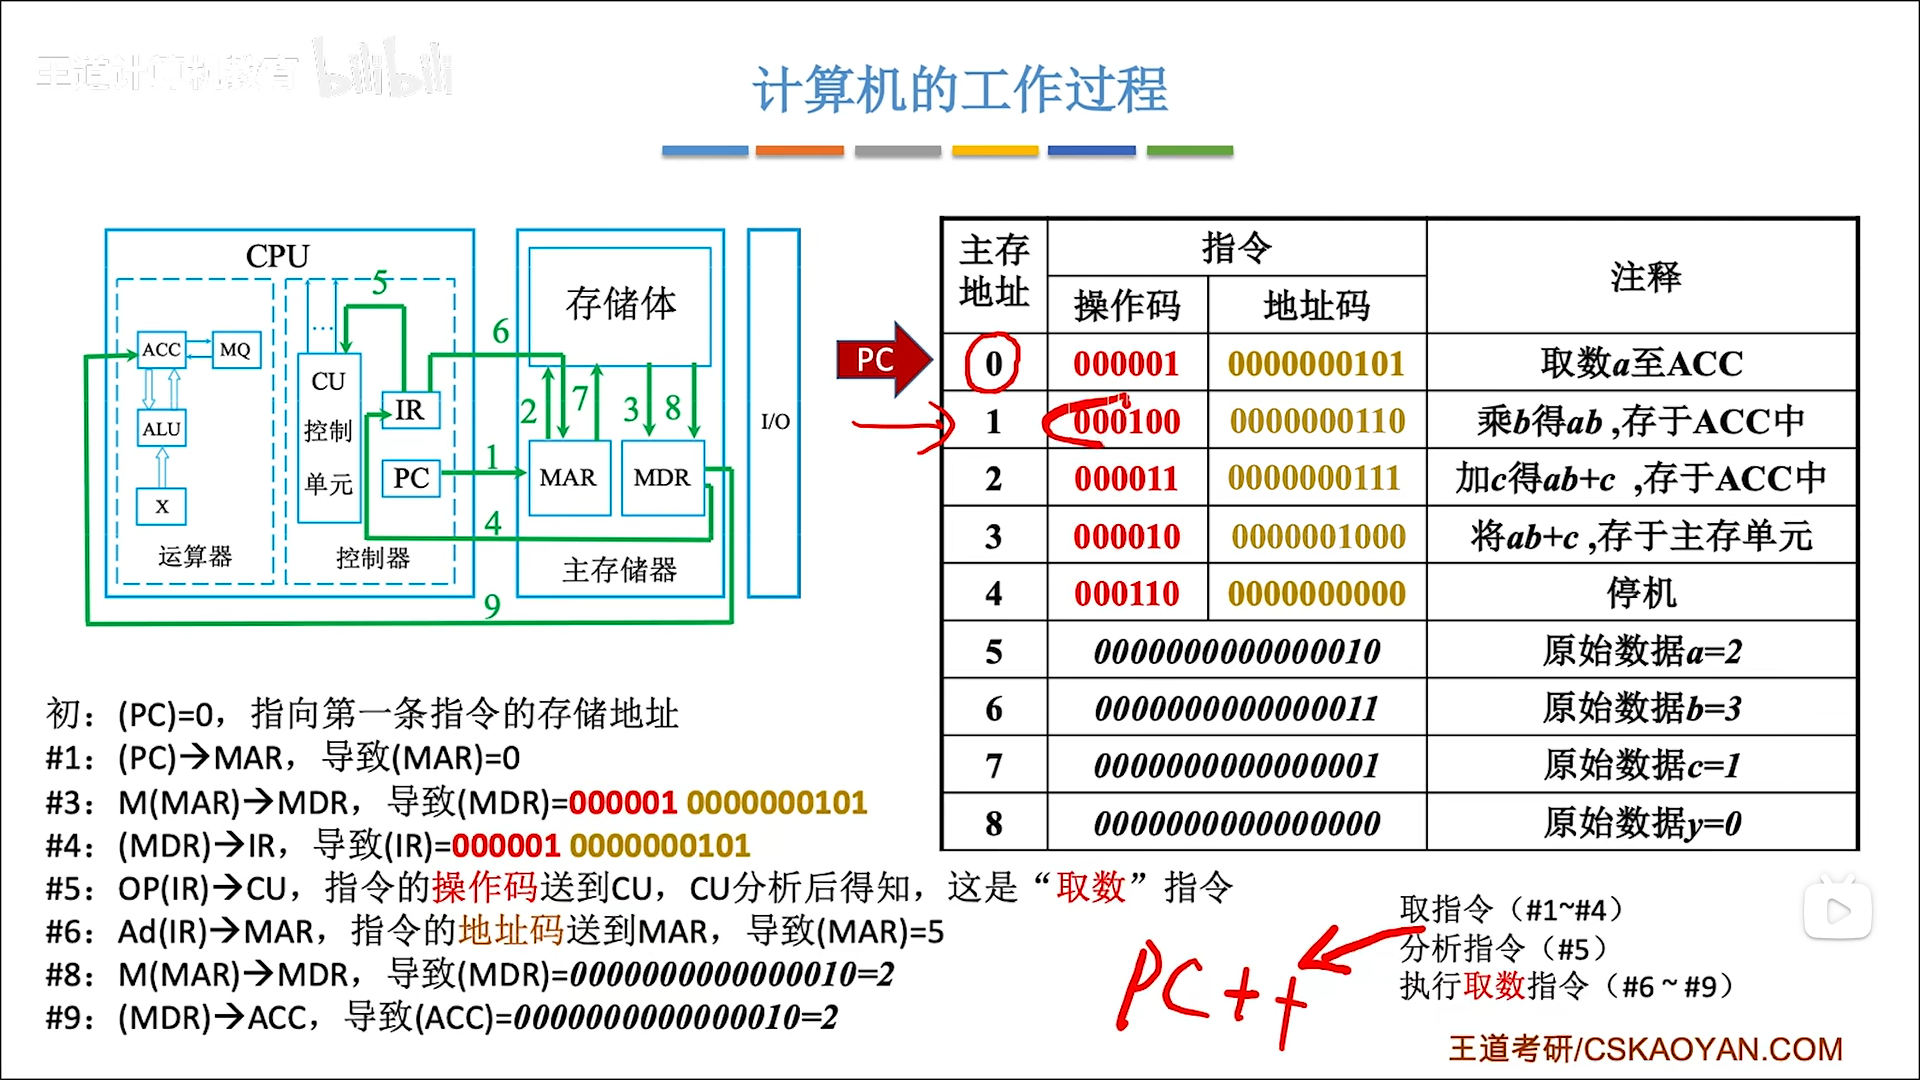 王道计算机教育 bilibili
计算机的工作过程
CPU
5
6
存储体
ACC
MQ
...
CU
控制
单元
IR
PC
ALU
X
2
7
3
8
1
4
MAR
MDR
I/O
运算器
控制器
主存储器
9
PC
主存地址 指令 注释
操作码 地址码
0 000001 0000000101 取数a至ACC
1 000100 0000000110 乘b得ab ,存于ACC中
2 000011 0000000111 加c得ab+c ,存于ACC中
3 000010 0000001000 将ab+c ,存于主存单元
4 000110 0000000000 停机
5 0000000000000010 原始数据a=2
6 0000000000000011 原始数据b=3
7 0000000000000001 原始数据c=1
8 0000000000000000 原始数据y=0
初：(PC)=0，指向第一条指令的存储地址
#1：(PC)→MAR，导致(MAR)=0
#3：M(MAR)→MDR，导致(MDR)=000001 0000000101
#4：(MDR)→IR，导致(IR)=000001 0000000101
#5：OP(IR)→CU，指令的操作码送到CU，CU分析后得知，这是“取数”指令
#6：Ad(IR)→MAR，指令的地址码送到MAR，导致(MAR)=5
#8：M(MAR)→MDR，导致(MDR)=0000000000000010=2
#9：(MDR)→ACC，导致(ACC)=0000000000000010=2
取指令（#1~#4）
分析指令（#5）
执行取数指令（#6 ~ #9）
PC++
王道考研/CSKAOYAN.COM